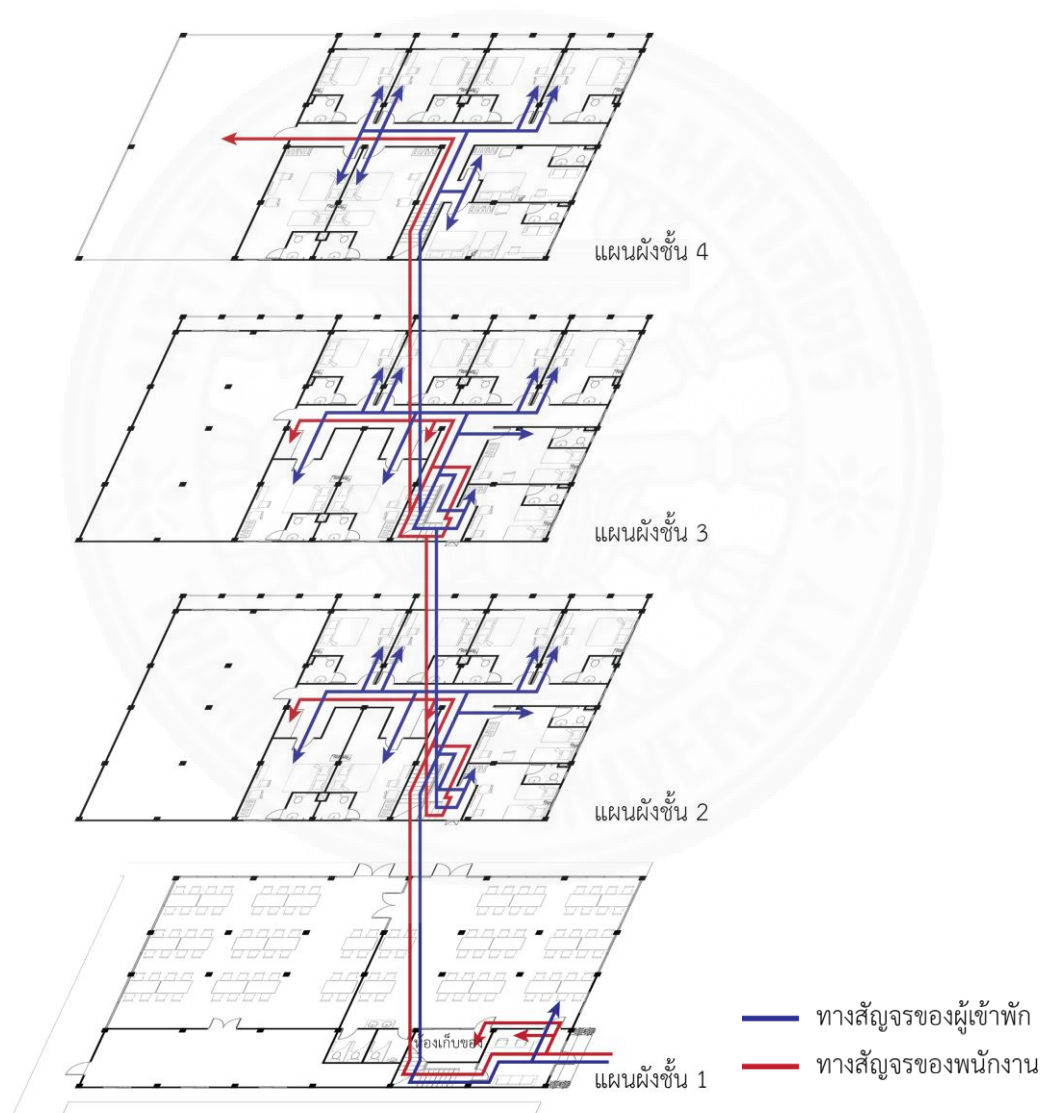 แผนผังชั้น 4
แผนผังชั้น 3
แผนผังชั้น 2
ห้องเก็บของ
แผนผังชั้น 1
ทางสัญจรของผู้เข้าพัก
ทางสัญจรของพนักงาน